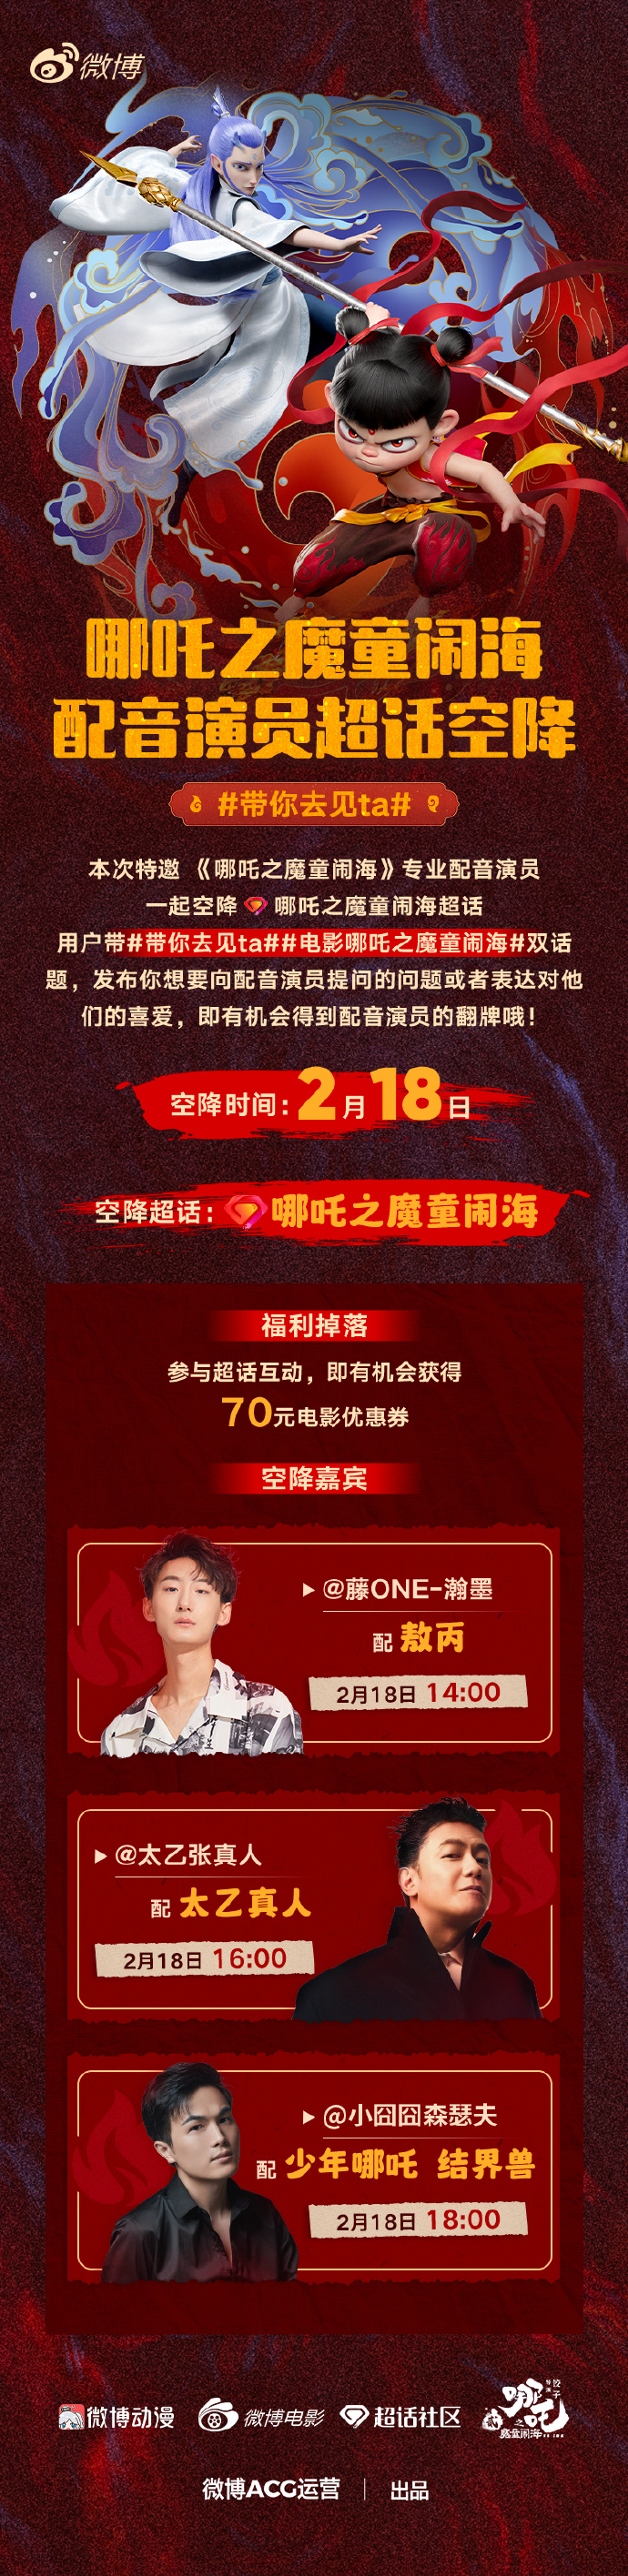 微博
哪吒之魔童闹海
配音演员超话空降
#带你去见ta#
本次特邀《哪吒之魔童闹海》专业配音演员
一起空降 哪吒之魔童闹海超话
用户带#带你去见ta##电影哪吒之魔童闹海#双话
题，发布你想要向配音演员提问的问题或者表达对他
们的喜爱，即有机会得到配音演员的翻牌哦！
空降时间：2月18日
空降超话：哪吒之魔童闹海
福利掉落
参与超话互动，即有机会获得
70元电影优惠券
空降嘉宾
@藤ONE-瀚墨
配 敖丙
2月18日 14:00
@太乙张真人
配 太乙真人
2月18日 16:00
@小囧囧森瑟夫
配 少年哪吒 结界兽
2月18日 18:00
微博动漫
微博电影
超话社区
哪吒之魔童闹海
微博ACG运营 | 出品